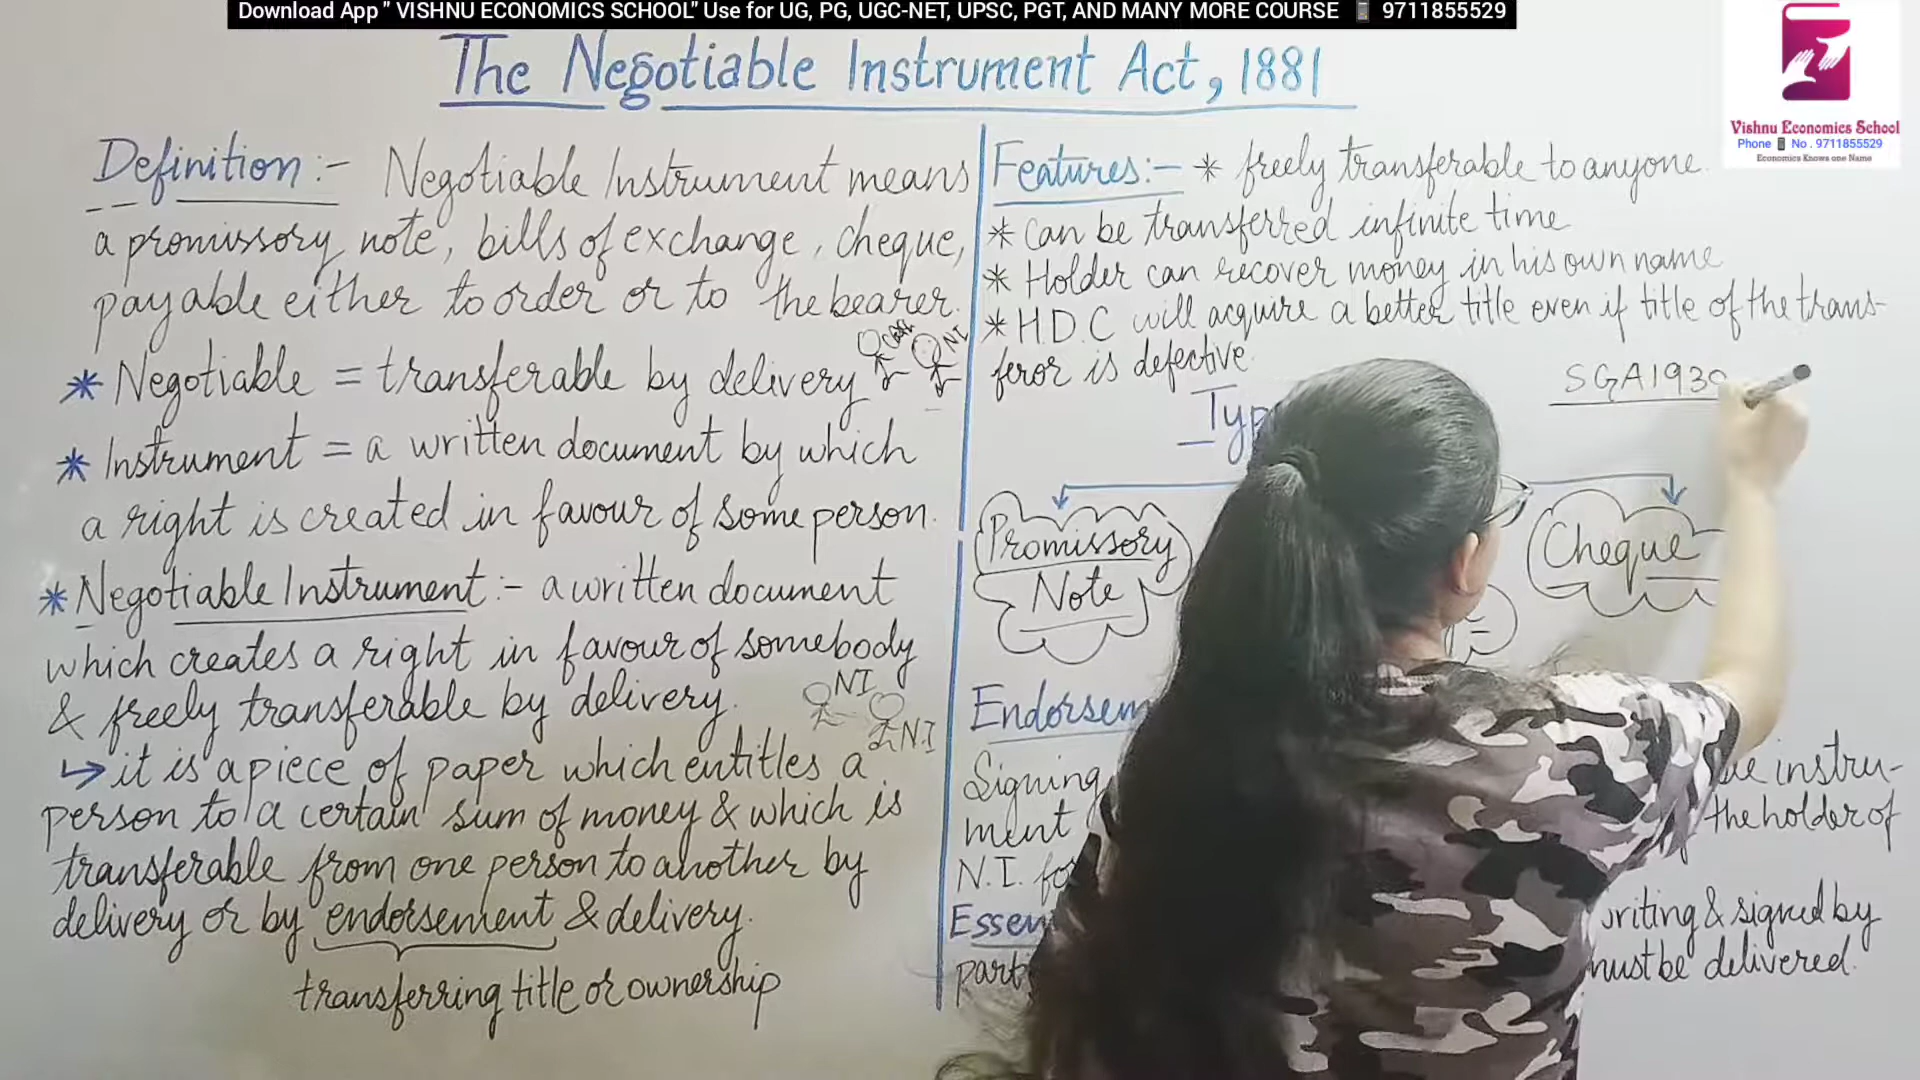 Download App " VISHNU ECONOMICS SCHOOL" Use for UG, PG, UGC-NET, UPSC, PGT, AND MANY MORE COURSE 9711855529
Vishnu Economics School
Phone No . 9711855529
Economics Knows one Name
The Negotiable Instrument Act, 1881
Definition :- Negotiable Instrument means
a promissory note, bills of exchange, cheque,
payable either to order or to the bearer.
* Negotiable = transferable by delivery
NI
* Instrument = a written document by which
a right is created in favour of some person.
* Negotiable Instrument :- a written document
which creates a right in favour of somebody
& freely transferable by delivery.
NI
N.I
↳ it is a piece of paper which entitles a
person to a certain sum of money & which is
transferable from one person to another by
delivery or by endorsement & delivery.
transferring title or ownership
Features :- * freely transferable to anyone.
* Can be transferred infinite time
* Holder can recover money in his own name
* H.D.C will acquire a better title even if title of the trans-
feror is defective
SGA1930
Typ
Promissory
Note
Cheque
Endorsem
Signing instru-
ment the holder of
N.I. fo
Essen writing & signed by
part must be delivered.